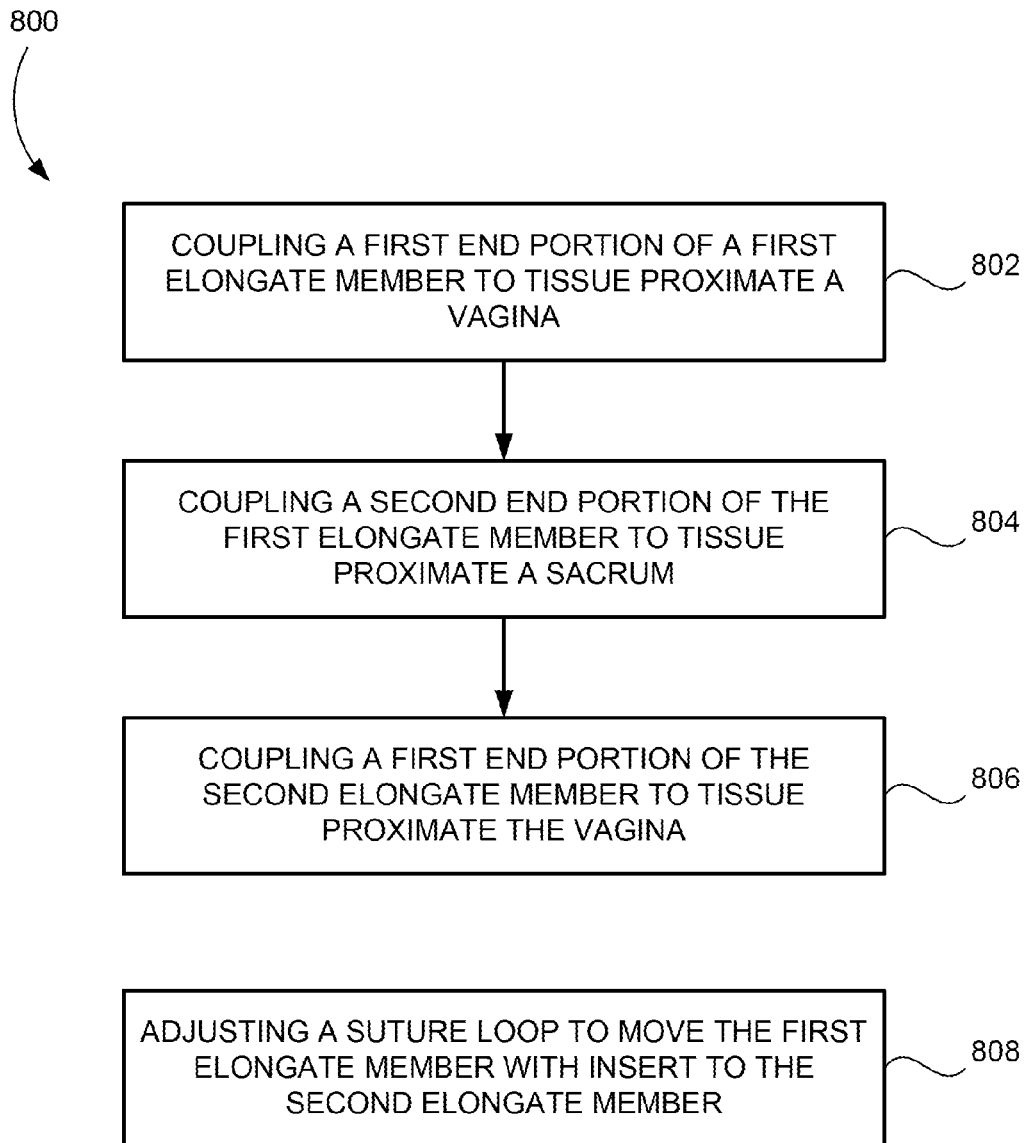 800
COUPLING A FIRST END PORTION OF A FIRST
ELONGATE MEMBER TO TISSUE PROXIMATE A
VAGINA
802
COUPLING A SECOND END PORTION OF THE
FIRST ELONGATE MEMBER TO TISSUE
PROXIMATE A SACRUM
804
COUPLING A FIRST END PORTION OF THE
SECOND ELONGATE MEMBER TO TISSUE
PROXIMATE THE VAGINA
806
ADJUSTING A SUTURE LOOP TO MOVE THE FIRST
ELONGATE MEMBER WITH INSERT TO THE
SECOND ELONGATE MEMBER
808